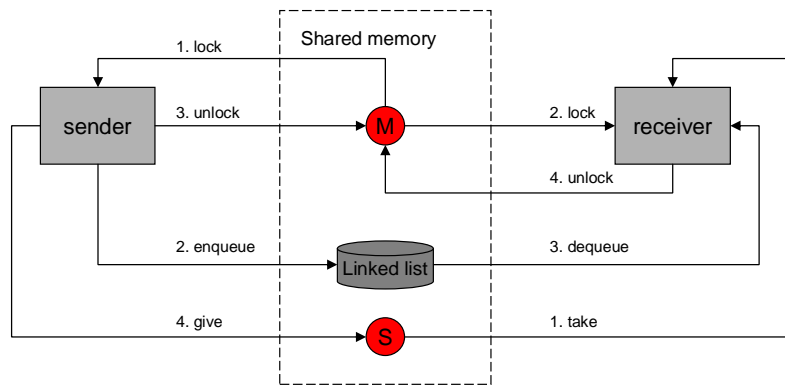 Shared memory
1. lock
sender
3. unlock
M
2. lock
receiver
4. unlock
2. enqueue
Linked list
3. dequeue
4. give
S
1. take